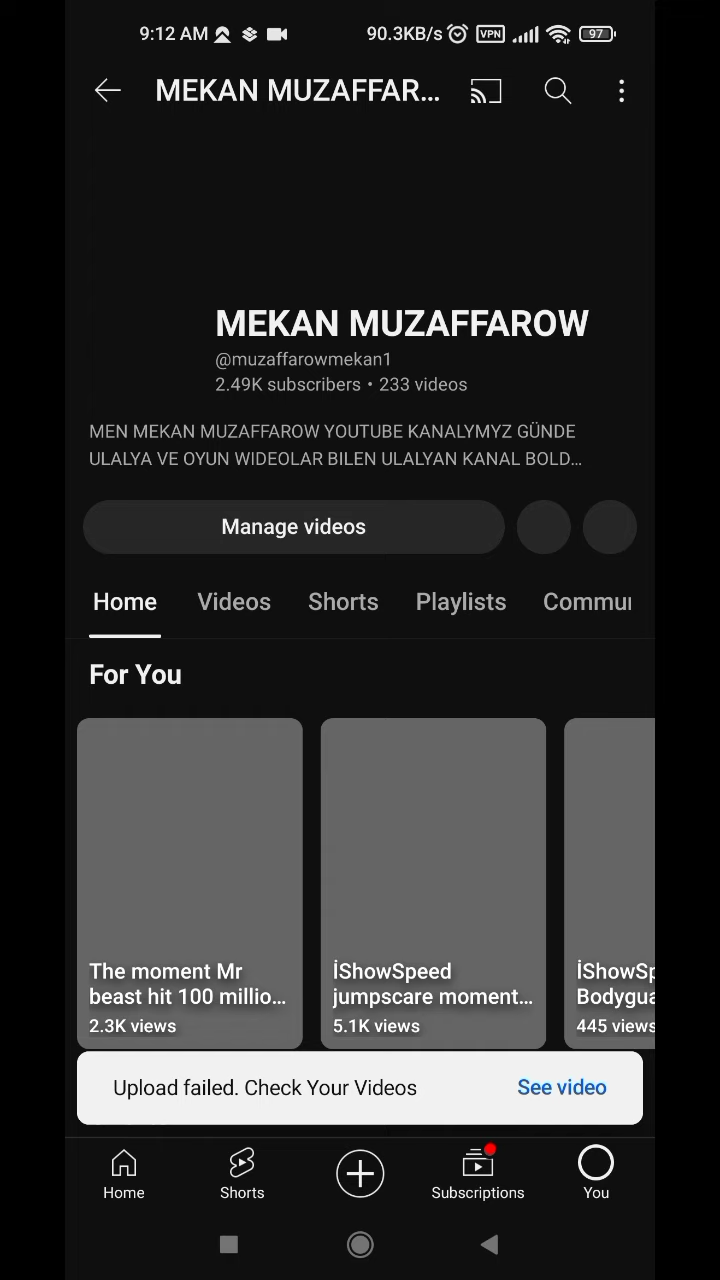 9:12 AM 90.3KB/s VPN 97
MEKAN MUZAFFAR...
MEKAN MUZAFFAROW
@muzaffarowmekan1
2.49K subscribers • 233 videos
MEN MEKAN MUZAFFAROW YOUTUBE KANALYMYZ GÜNDE
ULALYA VE OYUN WIDEOLAR BILEN ULALYAN KANAL BOLD...
Manage videos
Home Videos Shorts Playlists Commu
For You
The moment Mr
beast hit 100 millio...
2.3K views
İShowSpeed
jumpscare moment...
5.1K views
İShowSp
Bodygua
445 views
Upload failed. Check Your Videos See video
Home Shorts Subscriptions You